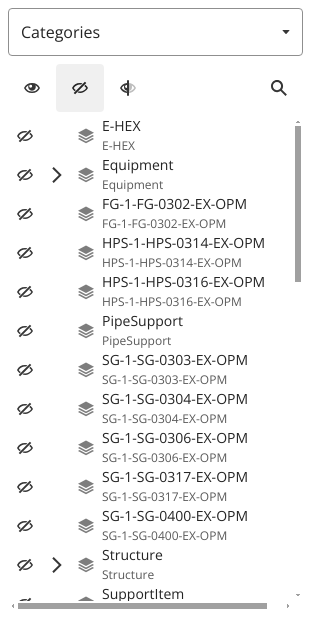 Categories
E-HEX
E-HEX
Equipment
Equipment
FG-1-FG-0302-EX-OPM
FG-1-FG-0302-EX-OPM
HPS-1-HPS-0314-EX-OPM
HPS-1-HPS-0314-EX-OPM
HPS-1-HPS-0316-EX-OPM
HPS-1-HPS-0316-EX-OPM
PipeSupport
PipeSupport
SG-1-SG-0303-EX-OPM
SG-1-SG-0303-EX-OPM
SG-1-SG-0304-EX-OPM
SG-1-SG-0304-EX-OPM
SG-1-SG-0306-EX-OPM
SG-1-SG-0306-EX-OPM
SG-1-SG-0317-EX-OPM
SG-1-SG-0317-EX-OPM
SG-1-SG-0400-EX-OPM
SG-1-SG-0400-EX-OPM
Structure
Structure
SupportItem